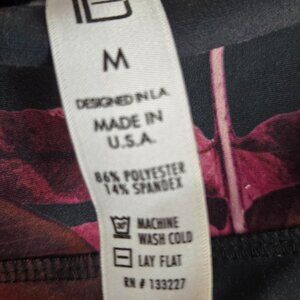 M
DESIGNED IN L.A.
MADE IN
U.S.A.
86% POLYESTER
14% SPANDEX
MACHINE
WASH COLD
LAY FLAT
RN # 133227